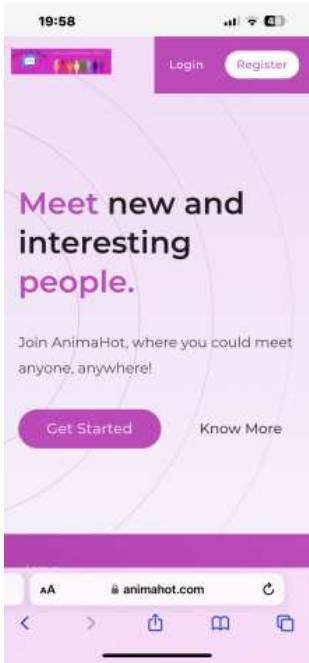 19:58
Login
Register
Meet new and
interesting
people.
Join AnimaHot, where you could meet
anyone, anywhere!
Get Started
Know More
AA
animahot.com